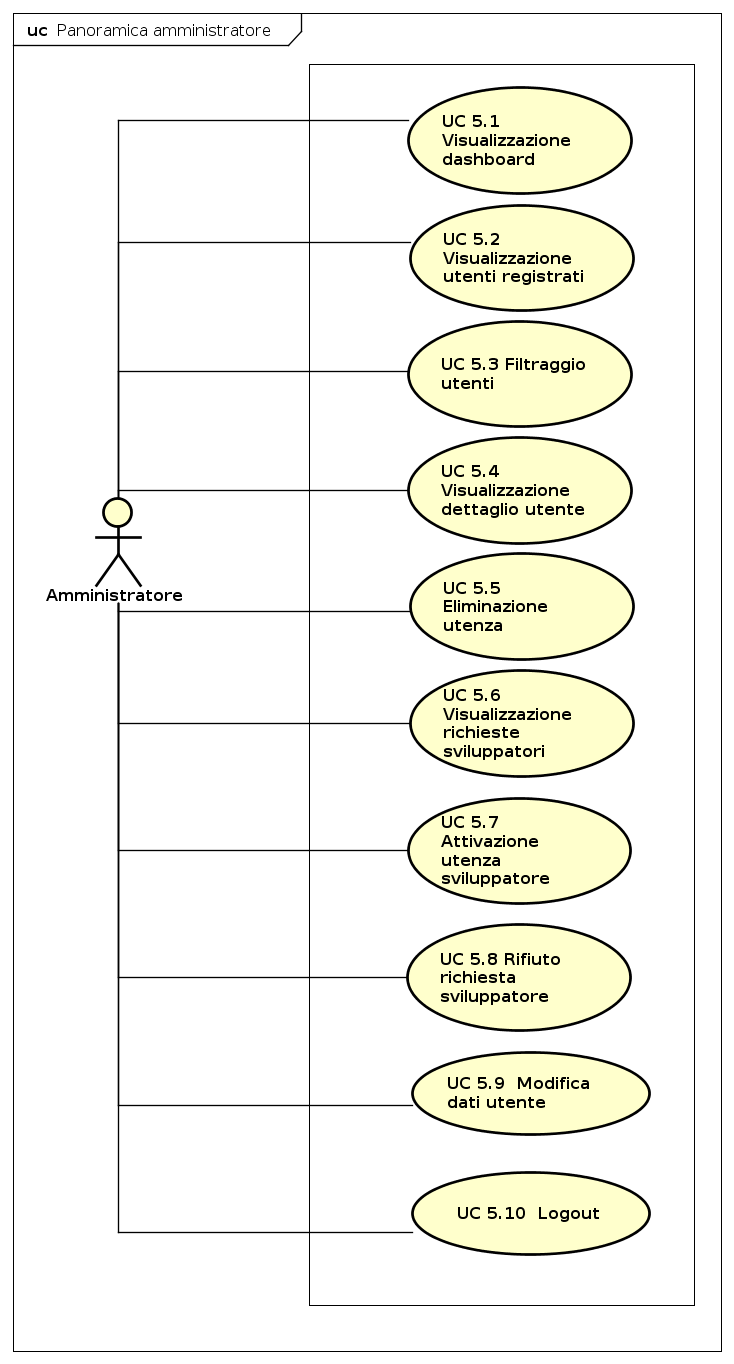 uc Panoramica amministratore
UC 5.1
Visualizzazione
dashboard
UC 5.2
Visualizzazione
utenti registrati
UC 5.3 Filtraggio
utenti
UC 5.4
Visualizzazione
dettaglio utente
Amministratore
UC 5.5
Eliminazione
utenza
UC 5.6
Visualizzazione
richieste
sviluppatori
UC 5.7
Attivazione
utenza
sviluppatore
UC 5.8 Rifiuto
richiesta
sviluppatore
UC 5.9  Modifica
dati utente
UC 5.10  Logout